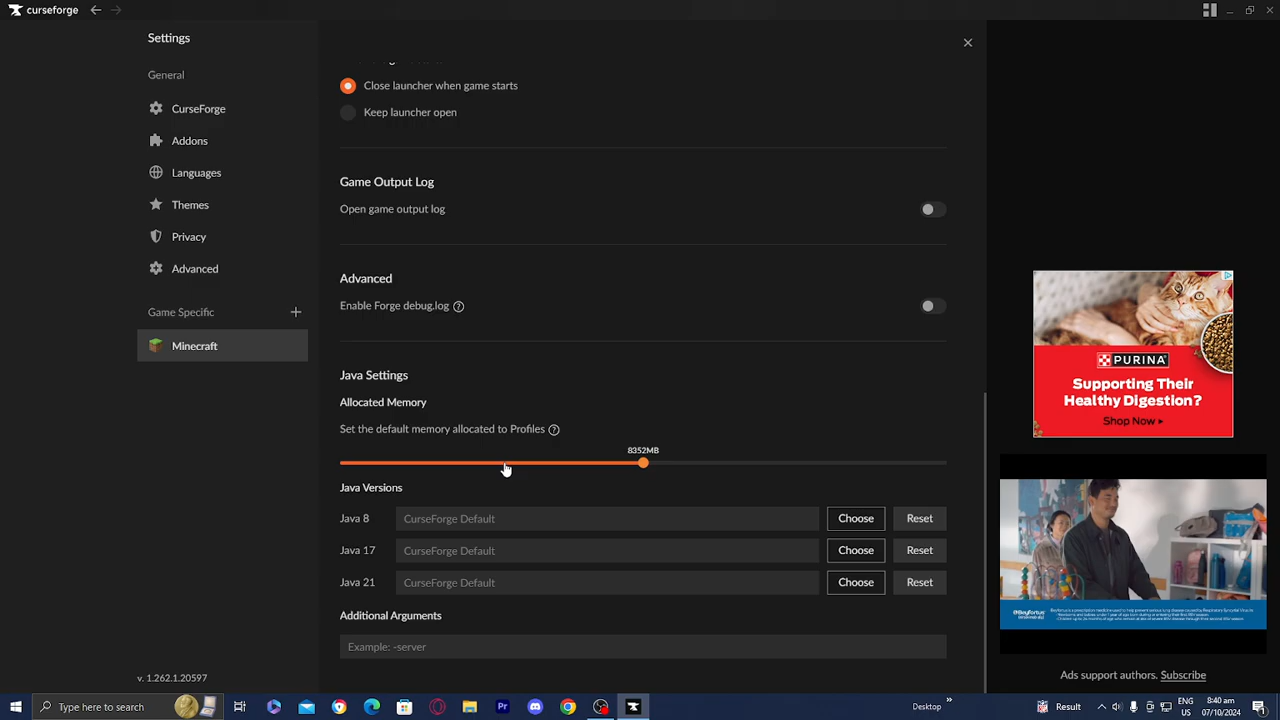 curseforge
Settings
General
CurseForge
Addons
Languages
Themes
Privacy
Advanced
Game Specific
Minecraft
v. 1.262.1.20597
Close launcher when game starts
Keep launcher open
Game Output Log
Open game output log
Advanced
Enable Forge debug.log
Java Settings
Allocated Memory
Set the default memory allocated to Profiles
8352MB
Java Versions
Java 8 CurseForge Default Choose Reset
Java 17 CurseForge Default Choose Reset
Java 21 CurseForge Default Choose Reset
Additional Arguments
Example: -server
PURINA
Supporting Their
Healthy Digestion?
Shop Now
Ads support authors. Subscribe
Type here to search
Desktop
Result
ENG
US
8:40 am
07/10/2024